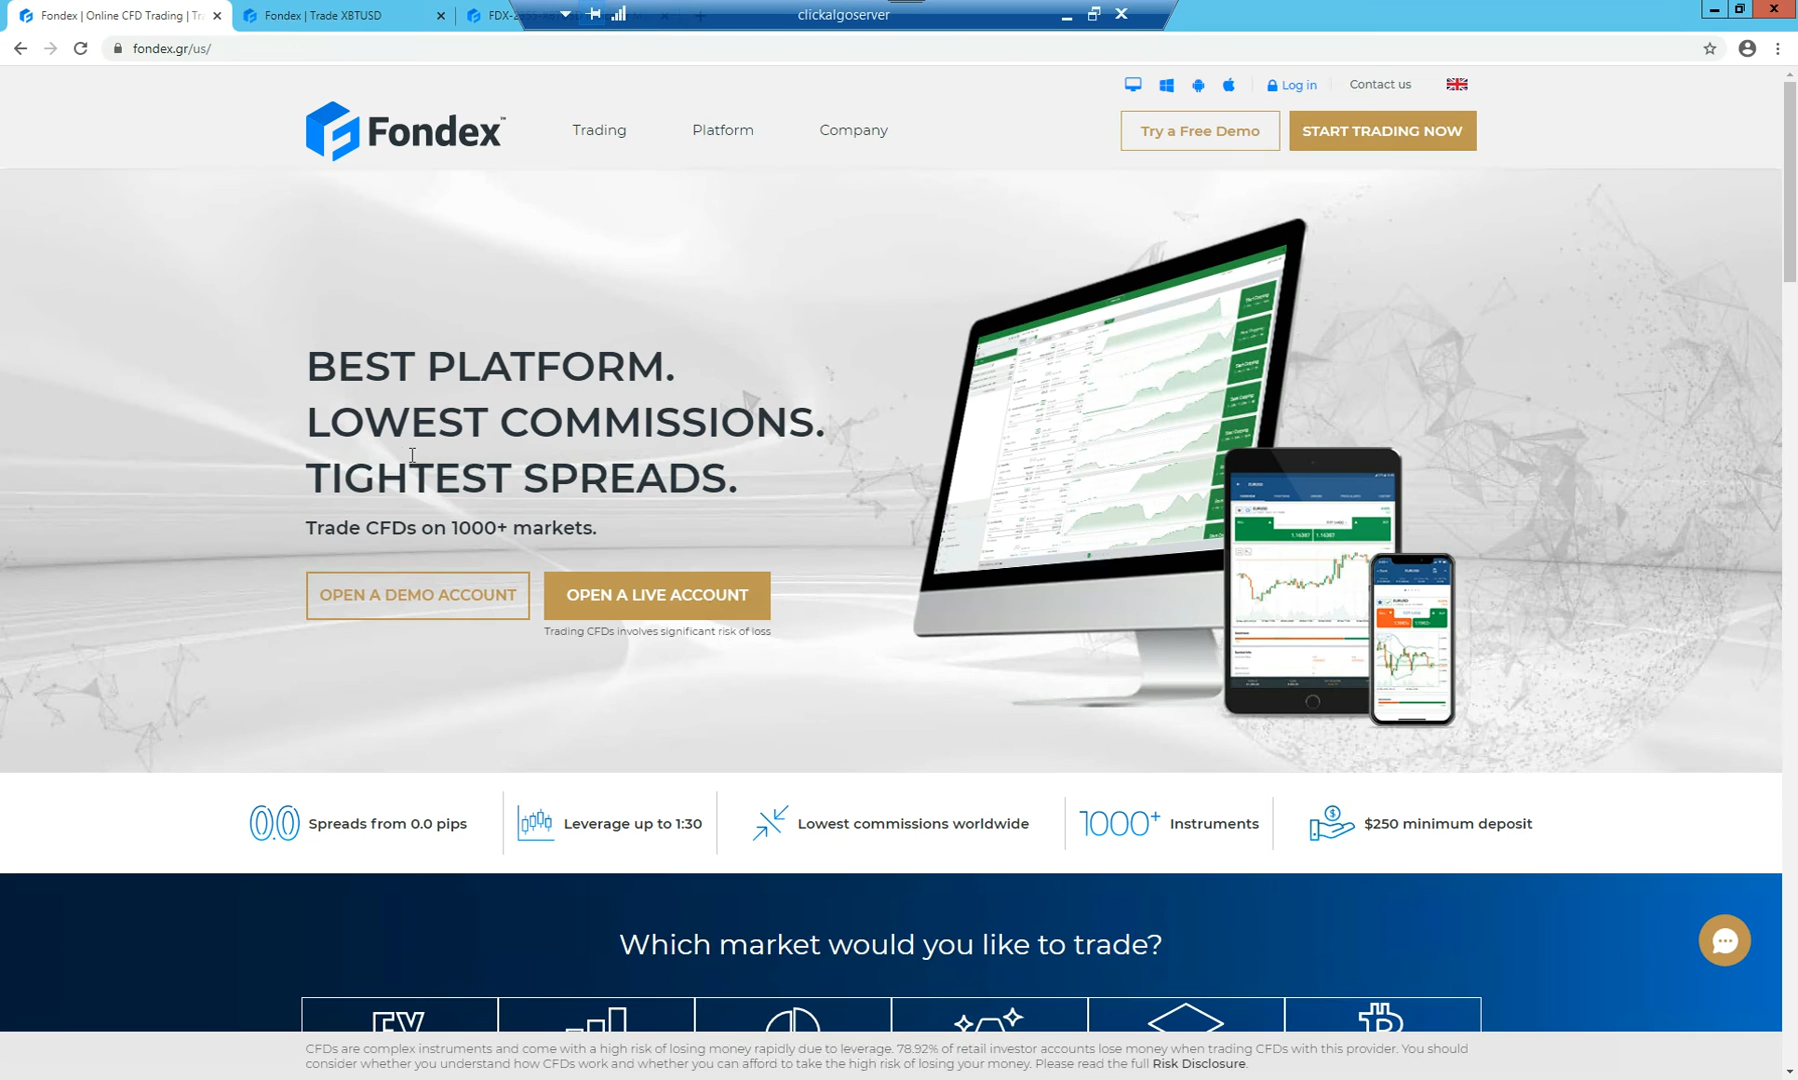 Fondex | Online CFD Trading | Tra
Fondex | Trade XBTUSD
clickalgoserver
fondex.gr/us/
Log in
Contact us
Fondex™
Trading
Platform
Company
Try a Free Demo
START TRADING NOW
BEST PLATFORM.
LOWEST COMMISSIONS.
TIGHTEST SPREADS.
Trade CFDs on 1000+ markets.
OPEN A DEMO ACCOUNT
OPEN A LIVE ACCOUNT
Trading CFDs involves significant risk of loss
0.0 Spreads from 0.0 pips
Leverage up to 1:30
Lowest commissions worldwide
1000+ Instruments
$250 minimum deposit
Which market would you like to trade?
FX
CFDs are complex instruments and come with a high risk of losing money rapidly due to leverage. 78.92% of retail investor accounts lose money when trading CFDs with this provider. You should
consider whether you understand how CFDs work and whether you can afford to take the high risk of losing your money. Please read the full Risk Disclosure.